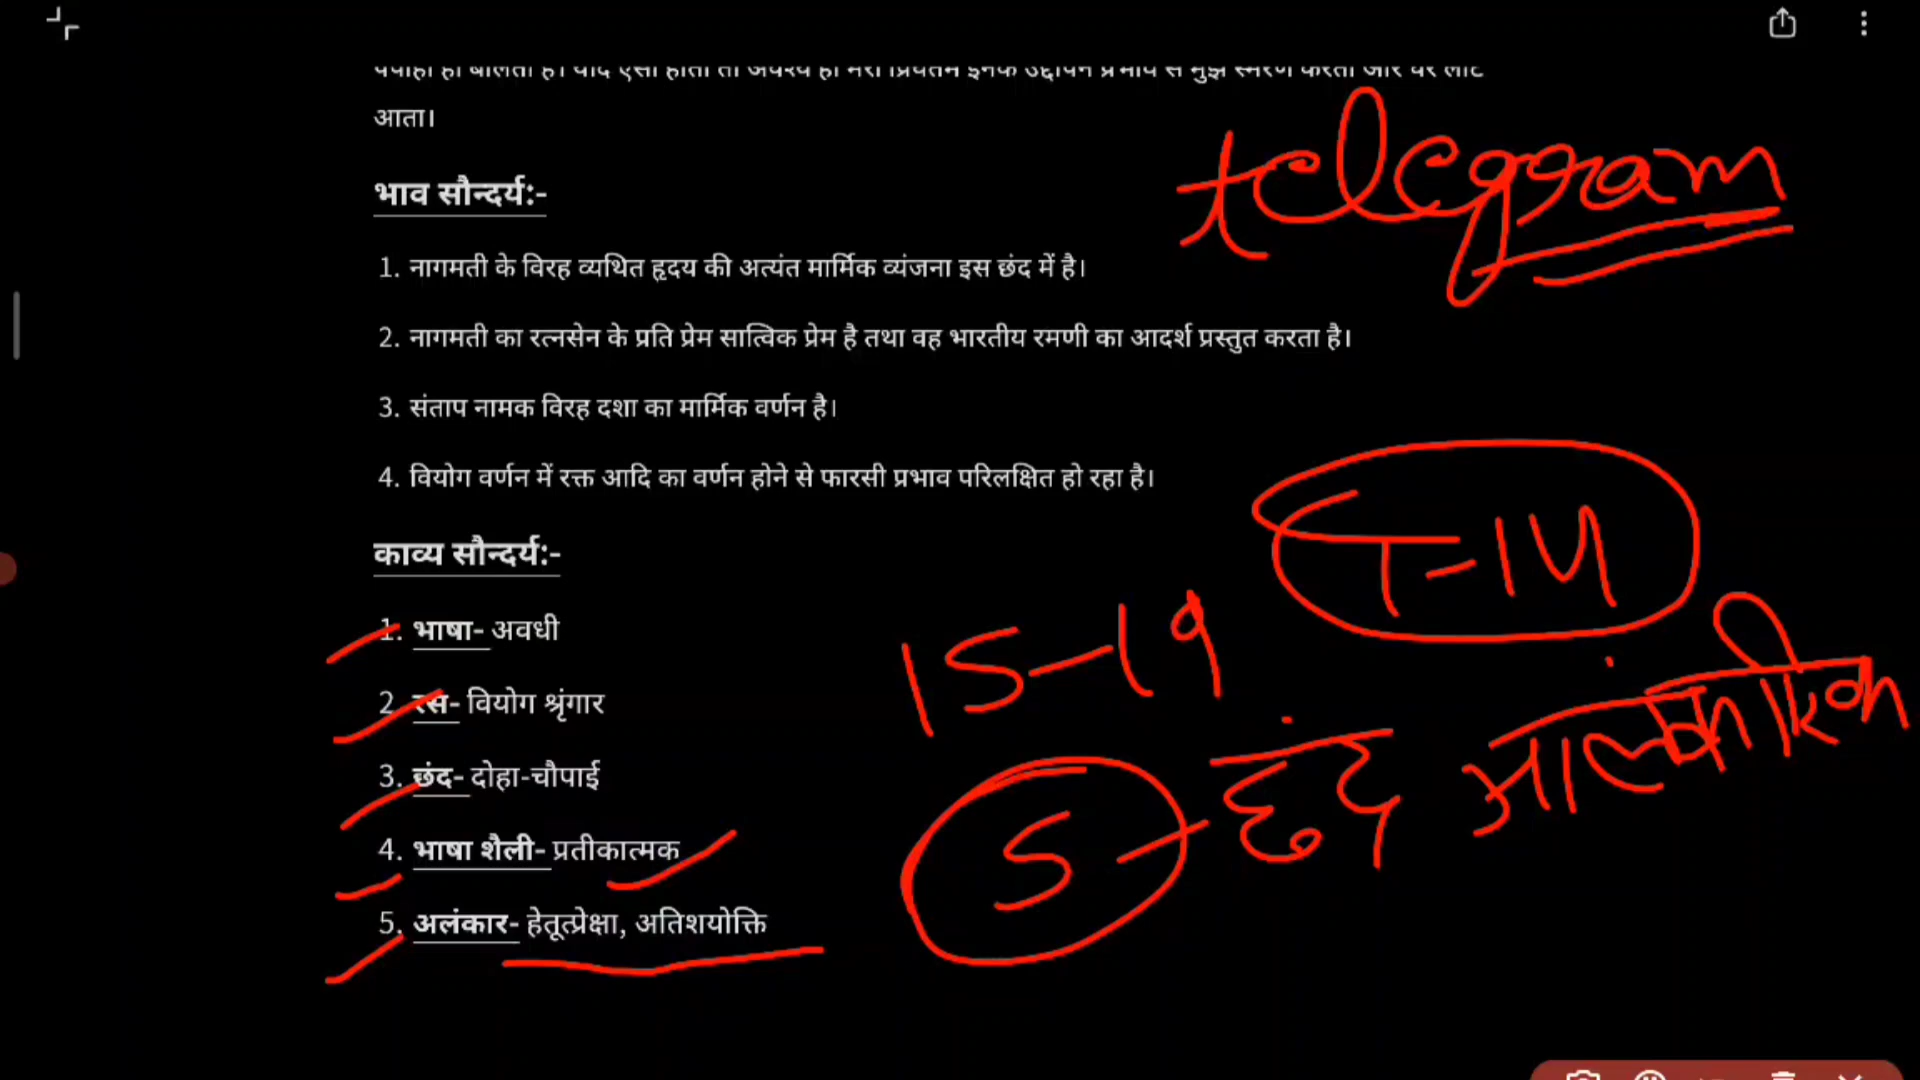 आता।
telegram
भाव सौन्दर्य:-
1. नागमती के विरह व्यथित हृदय की अत्यंत मार्मिक व्यंजना इस छंद में है।
2. नागमती का रत्नसेन के प्रति प्रेम सात्विक प्रेम है तथा वह भारतीय रमणी का आदर्श प्रस्तुत करता है।
3. संताप नामक विरह दशा का मार्मिक वर्णन है।
4. वियोग वर्णन में रक्त आदि का वर्णन होने से फारसी प्रभाव परिलक्षित हो रहा है।
काव्य सौन्दर्य:-
1. भाषा- अवधी
15-19
2. रस- वियोग श्रृंगार
3. छंद- दोहा-चौपाई
5 - छंद
4. भाषा शैली- प्रतीकात्मक
5. अलंकार- हेतूत्प्रेक्षा, अतिशयोक्ति